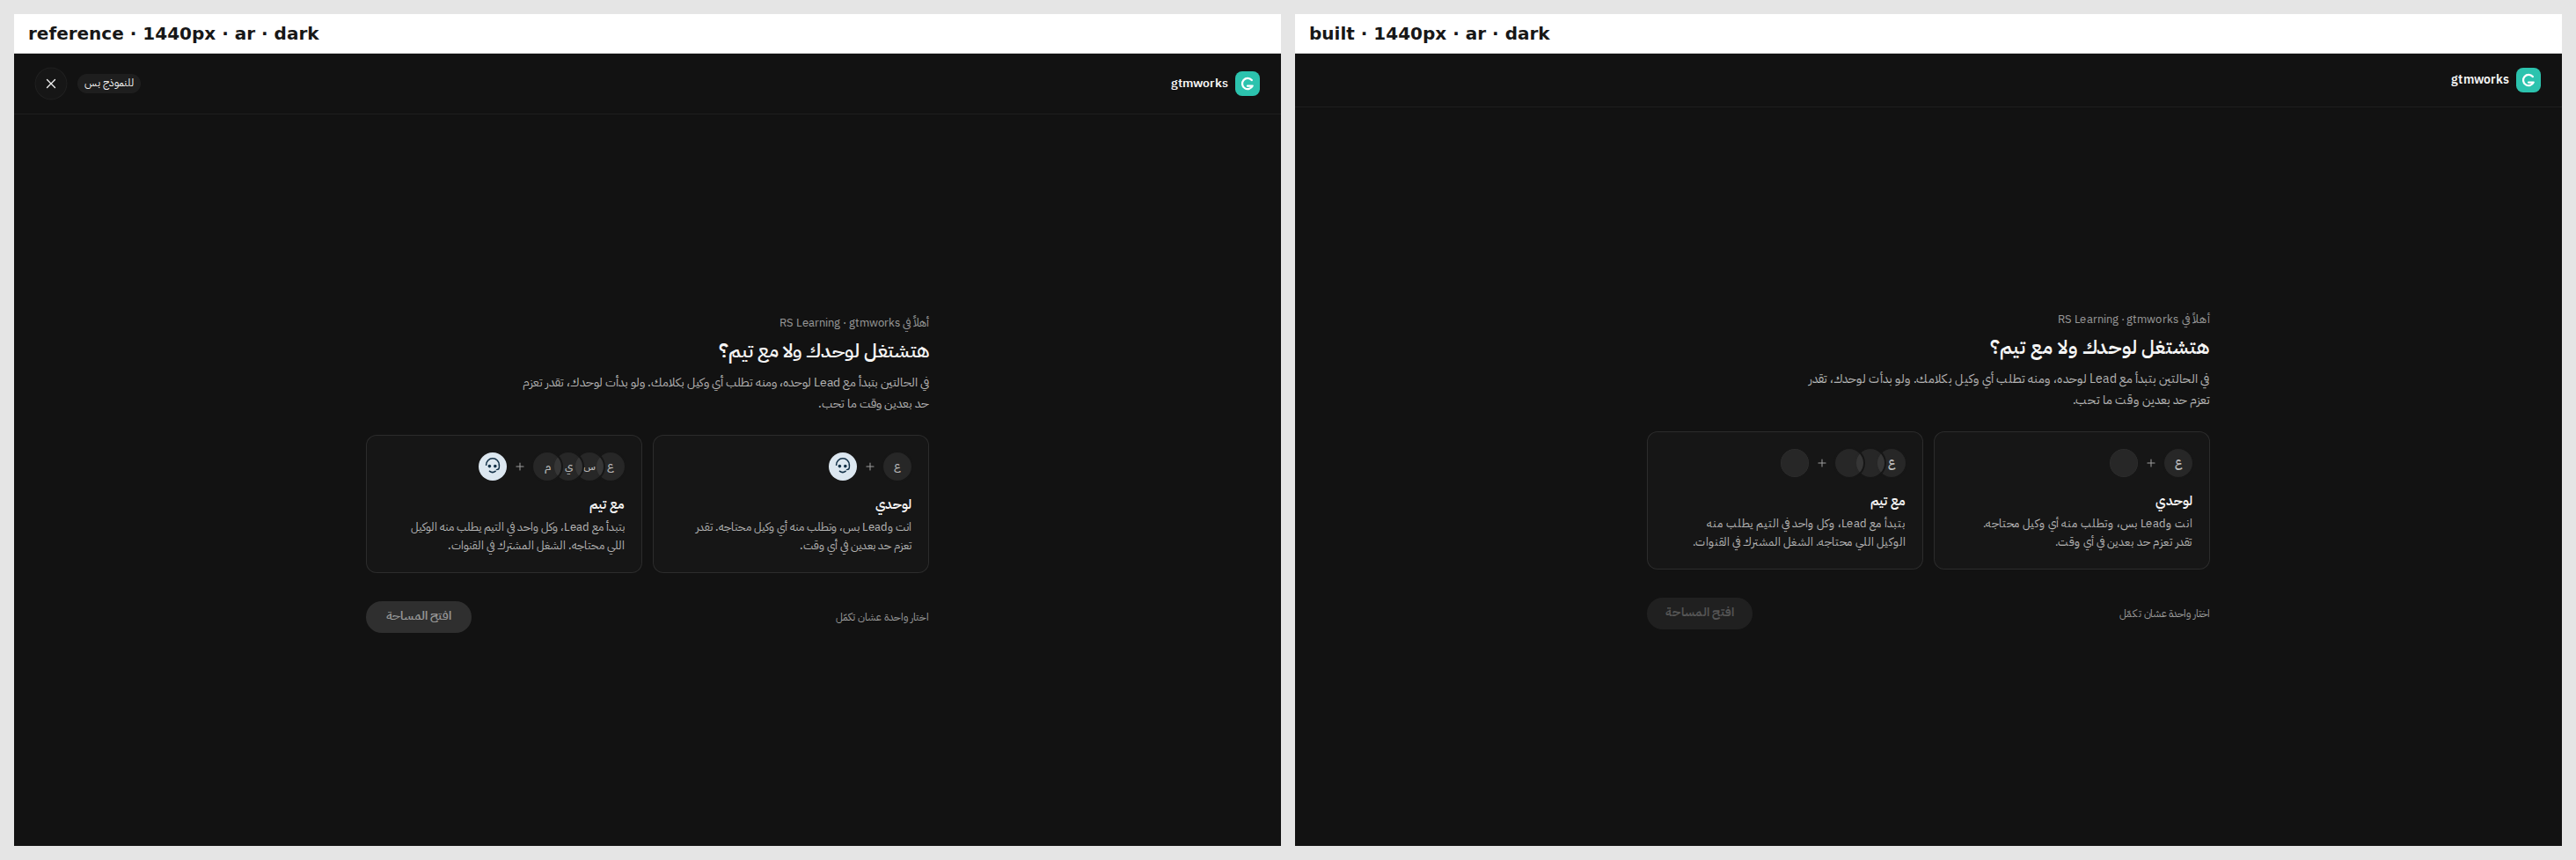 reference · 1440px · ar · dark
gtmworks
للنموذج بس
أهلاً في RS Learning · gtmworks
هتشتغل لوحدك ولا مع تيم؟
في الحالتين بتبدأ مع Lead لوحده، ومنه تطلب أي وكيل بكلامك. ولو بدأت لوحدك، تقدر تعزم
حد بعدين وقت ما تحب.
ع +
لوحدي
انت وLead بس، وتطلب منه أي وكيل محتاجه. تقدر
تعزم حد بعدين في أي وقت.
ع س ي م +
مع تيم
بتبدأ مع Lead، وكل واحد في التيم يطلب منه الوكيل
اللي محتاجه. الشغل المشترك في القنوات.
اختار واحدة عشان تكمّل
افتح المساحة
built · 1440px · ar · dark
gtmworks
أهلاً في RS Learning · gtmworks
هتشتغل لوحدك ولا مع تيم؟
في الحالتين بتبدأ مع Lead لوحده، ومنه تطلب أي وكيل بكلامك. ولو بدأت لوحدك، تقدر
تعزم حد بعدين وقت ما تحب.
ع +
لوحدي
انت وLead بس، وتطلب منه أي وكيل محتاجه.
تقدر تعزم حد بعدين في أي وقت.
ع +
مع تيم
بتبدأ مع Lead، وكل واحد في التيم يطلب منه
الوكيل اللي محتاجه. الشغل المشترك في القنوات.
اختار واحدة عشان تكمّل
افتح المساحة